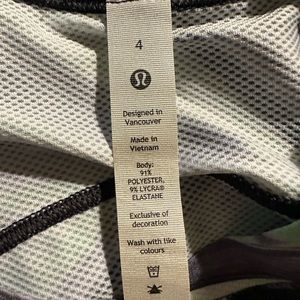 4
Designed in
Vancouver
Made in
Vietnam
Body:
91%
POLYESTER,
9% LYCRA®
ELASTANE
Exclusive of
decoration
Wash with like
colours